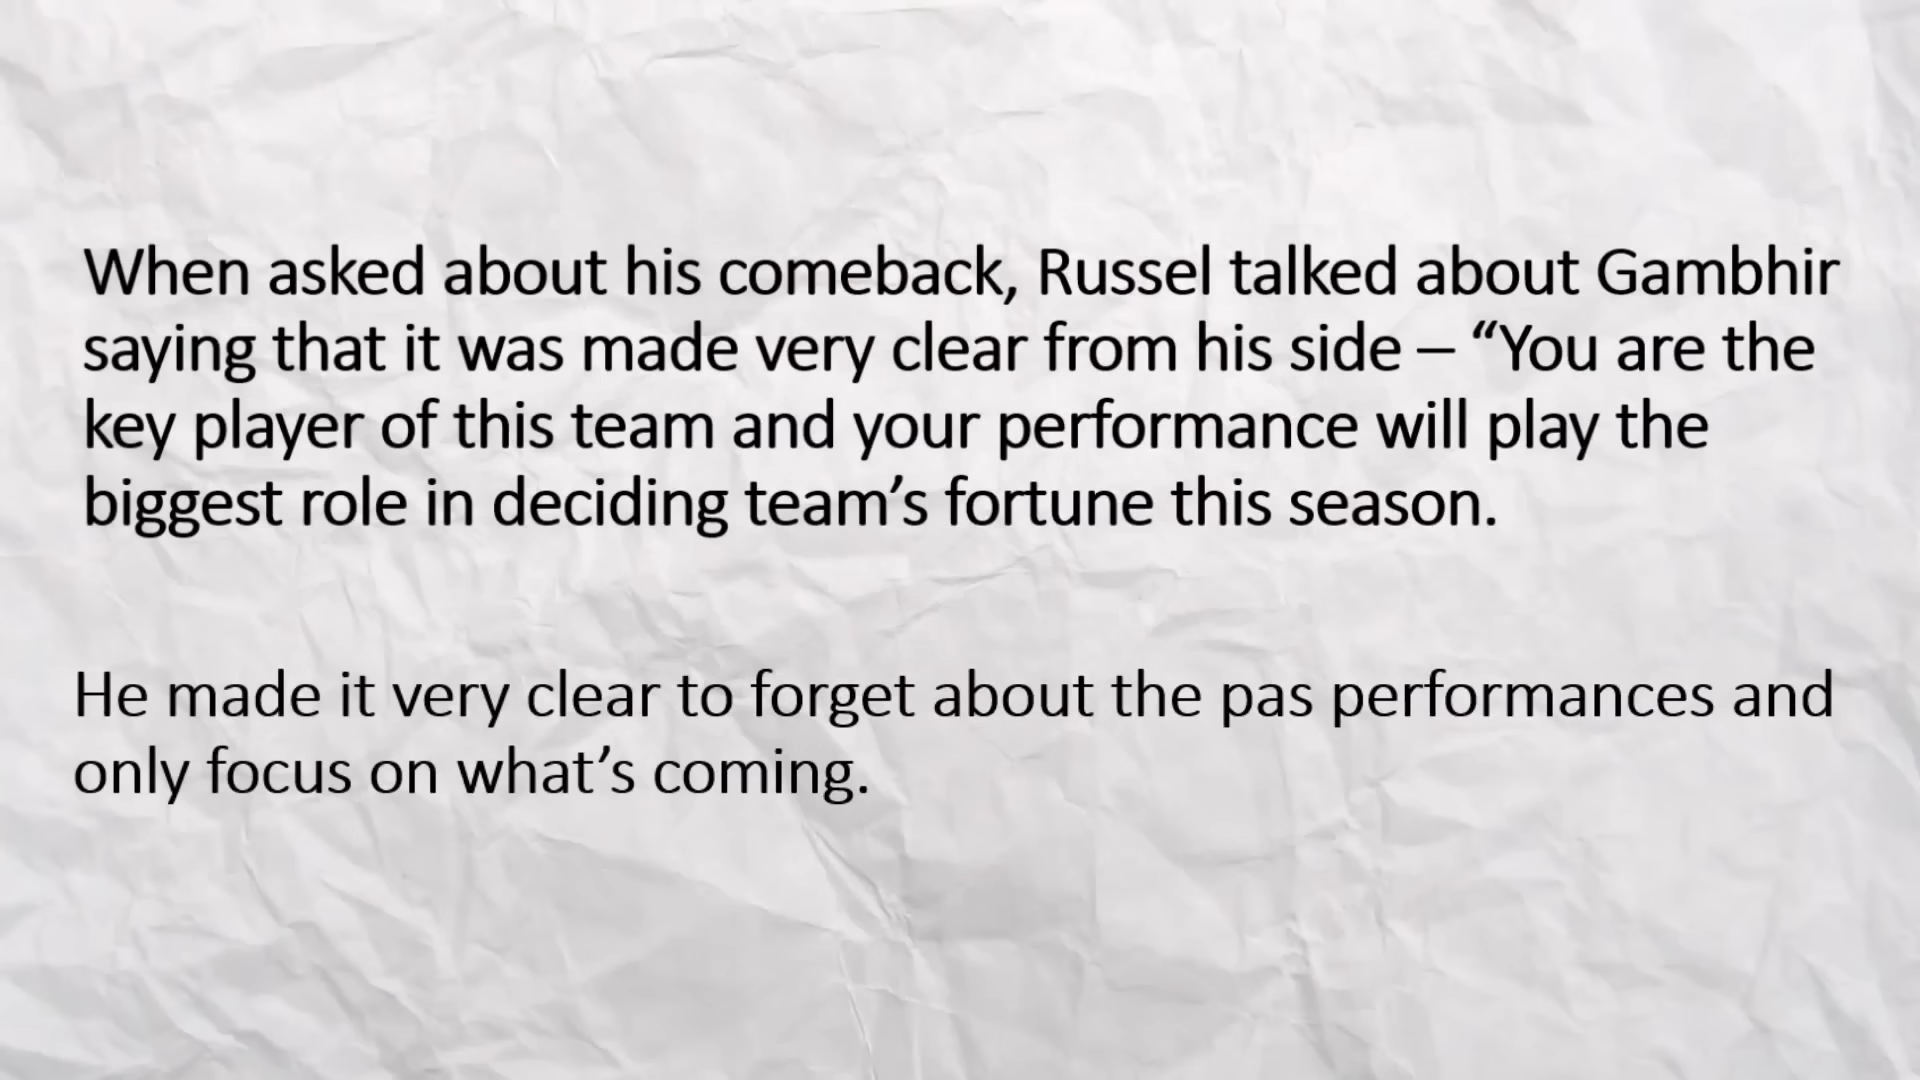 When asked about his comeback, Russel talked about Gambhir
saying that it was made very clear from his side – “You are the
key player of this team and your performance will play the
biggest role in deciding team’s fortune this season.
He made it very clear to forget about the pas performances and
only focus on what’s coming.